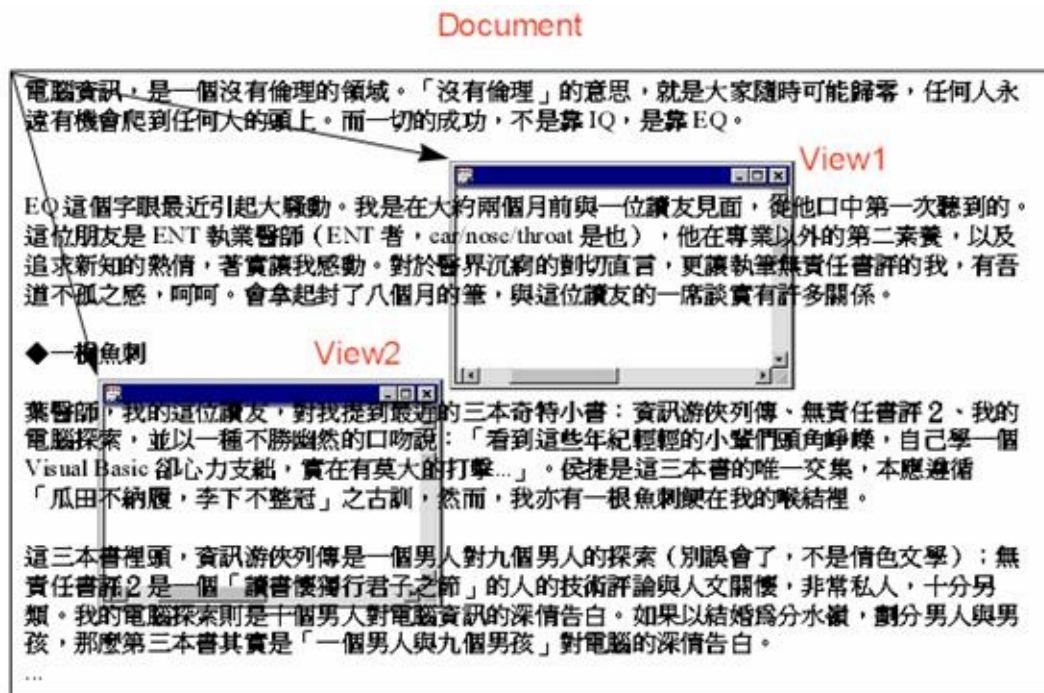 Document
電腦資訊，是一個沒有倫理的領域。「沒有倫理」的意思，就是大家隨時可能歸零，任何人永
遠有機會爬到任何大的頭上。而一切的成功，不是靠 IQ，是靠 EQ。
View1
EQ 這個字眼最近引起大騷動。我是在大約兩個月前與一位讀友見面，從他口中第一次聽到的。
這位朋友是 ENT 執業醫師（ENT 者，ear/nose/throat 是也），他在專業以外的第二素養，以及
追求新知的熱情，著實讓我感動。對於醫界沉痾的剴切直言，更讓執筆無責任書評的我，有吾
道不孤之感，呵呵。會拿起封了八個月的筆，與這位讀友的一席談實有許多關係。
◆一根魚刺
View2
葉醫師，我的這位讀友，對我提到最近的三本奇特小書：資訊游俠列傳、無責任書評 2、我的
電腦探索，並以一種不勝幽然的口吻說：「看到這些年紀輕輕的小輩們頭角崢嶸，自己學一個
Visual Basic 卻心力支絀，實在有莫大的打擊...」。侯捷是這三本書的唯一交集，本應遵循
「瓜田不納履，李下不整冠」之古訓，然而，我亦有一根魚刺鯁在我的喉結裡。
這三本書裡頭，資訊游俠列傳是一個男人對九個男人的探索（別誤會了，不是情色文學）；無
責任書評 2 是一個「讀書懷獨行君子之節」的人的技術評論與人文關懷，非常私人，十分另
類。我的電腦探索則是十個男人對電腦資訊的深情告白。如果以結婚爲分水嶺，劃分男人與男
孩，那麼第三本書其實是「一個男人與九個男孩」對電腦的深情告白。
...